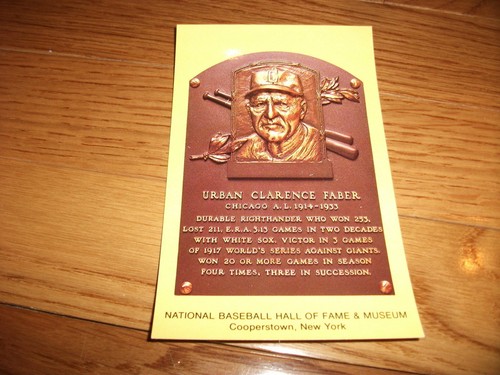 URBAN CLARENCE FABER
CHICAGO A.L. 1914-1933
DURABLE RIGHTHANDER WHO WON 253,
LOST 211, E.R.A. 3.13 GAMES IN TWO DECADES
WITH WHITE SOX. VICTOR IN 3 GAMES
OF 1917 WORLD'S SERIES AGAINST GIANTS.
WON 20 OR MORE GAMES IN SEASON
FOUR TIMES, THREE IN SUCCESSION.
NATIONAL BASEBALL HALL OF FAME & MUSEUM
Cooperstown, New York